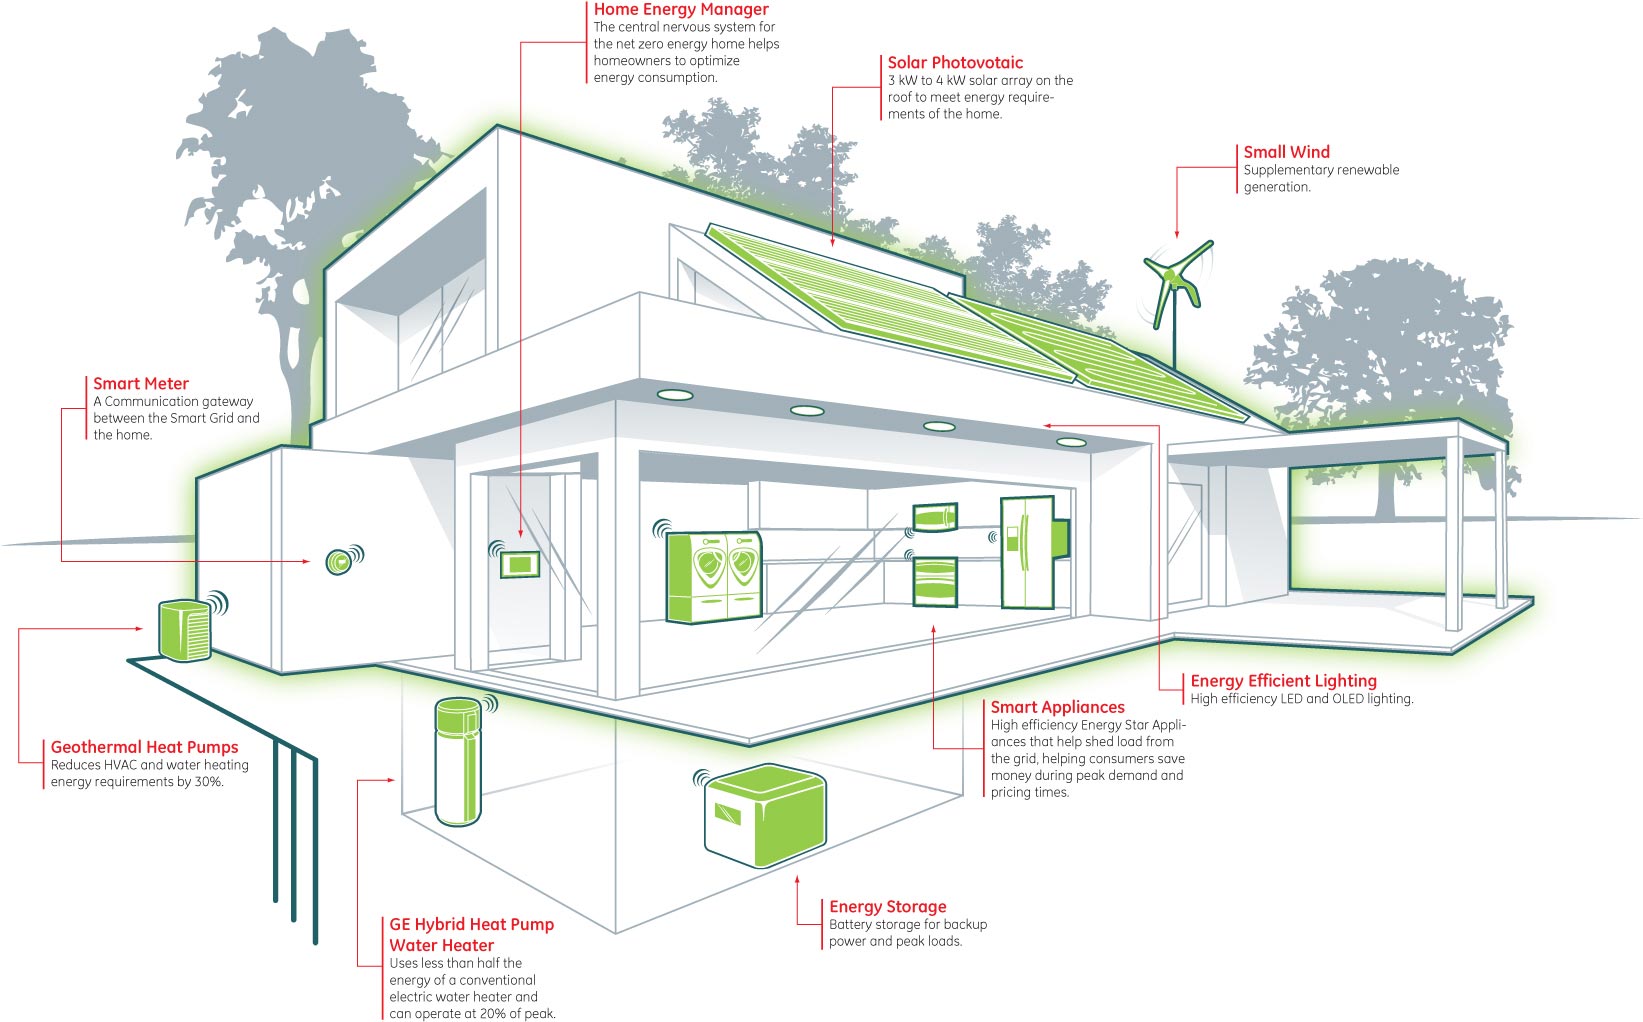 Home Energy Manager
The central nervous system for
the net zero energy home helps
homeowners to optimize
energy consumption.
Solar Photovotaic
3 kW to 4 kW solar array on the
roof to meet energy require-
ments of the home.
Small Wind
Supplementary renewable
generation.
Smart Meter
A Communication gateway
between the Smart Grid and
the home.
Energy Efficient Lighting
High efficiency LED and OLED lighting.
Smart Appliances
High efficiency Energy Star Appli-
ances that help shed load from
the grid, helping consumers save
money during peak demand and
pricing times.
Geothermal Heat Pumps
Reduces HVAC and water heating
energy requirements by 30%.
Energy Storage
Battery storage for backup
power and peak loads.
GE Hybrid Heat Pump
Water Heater
Uses less than half the
energy of a conventional
electric water heater and
can operate at 20% of peak.